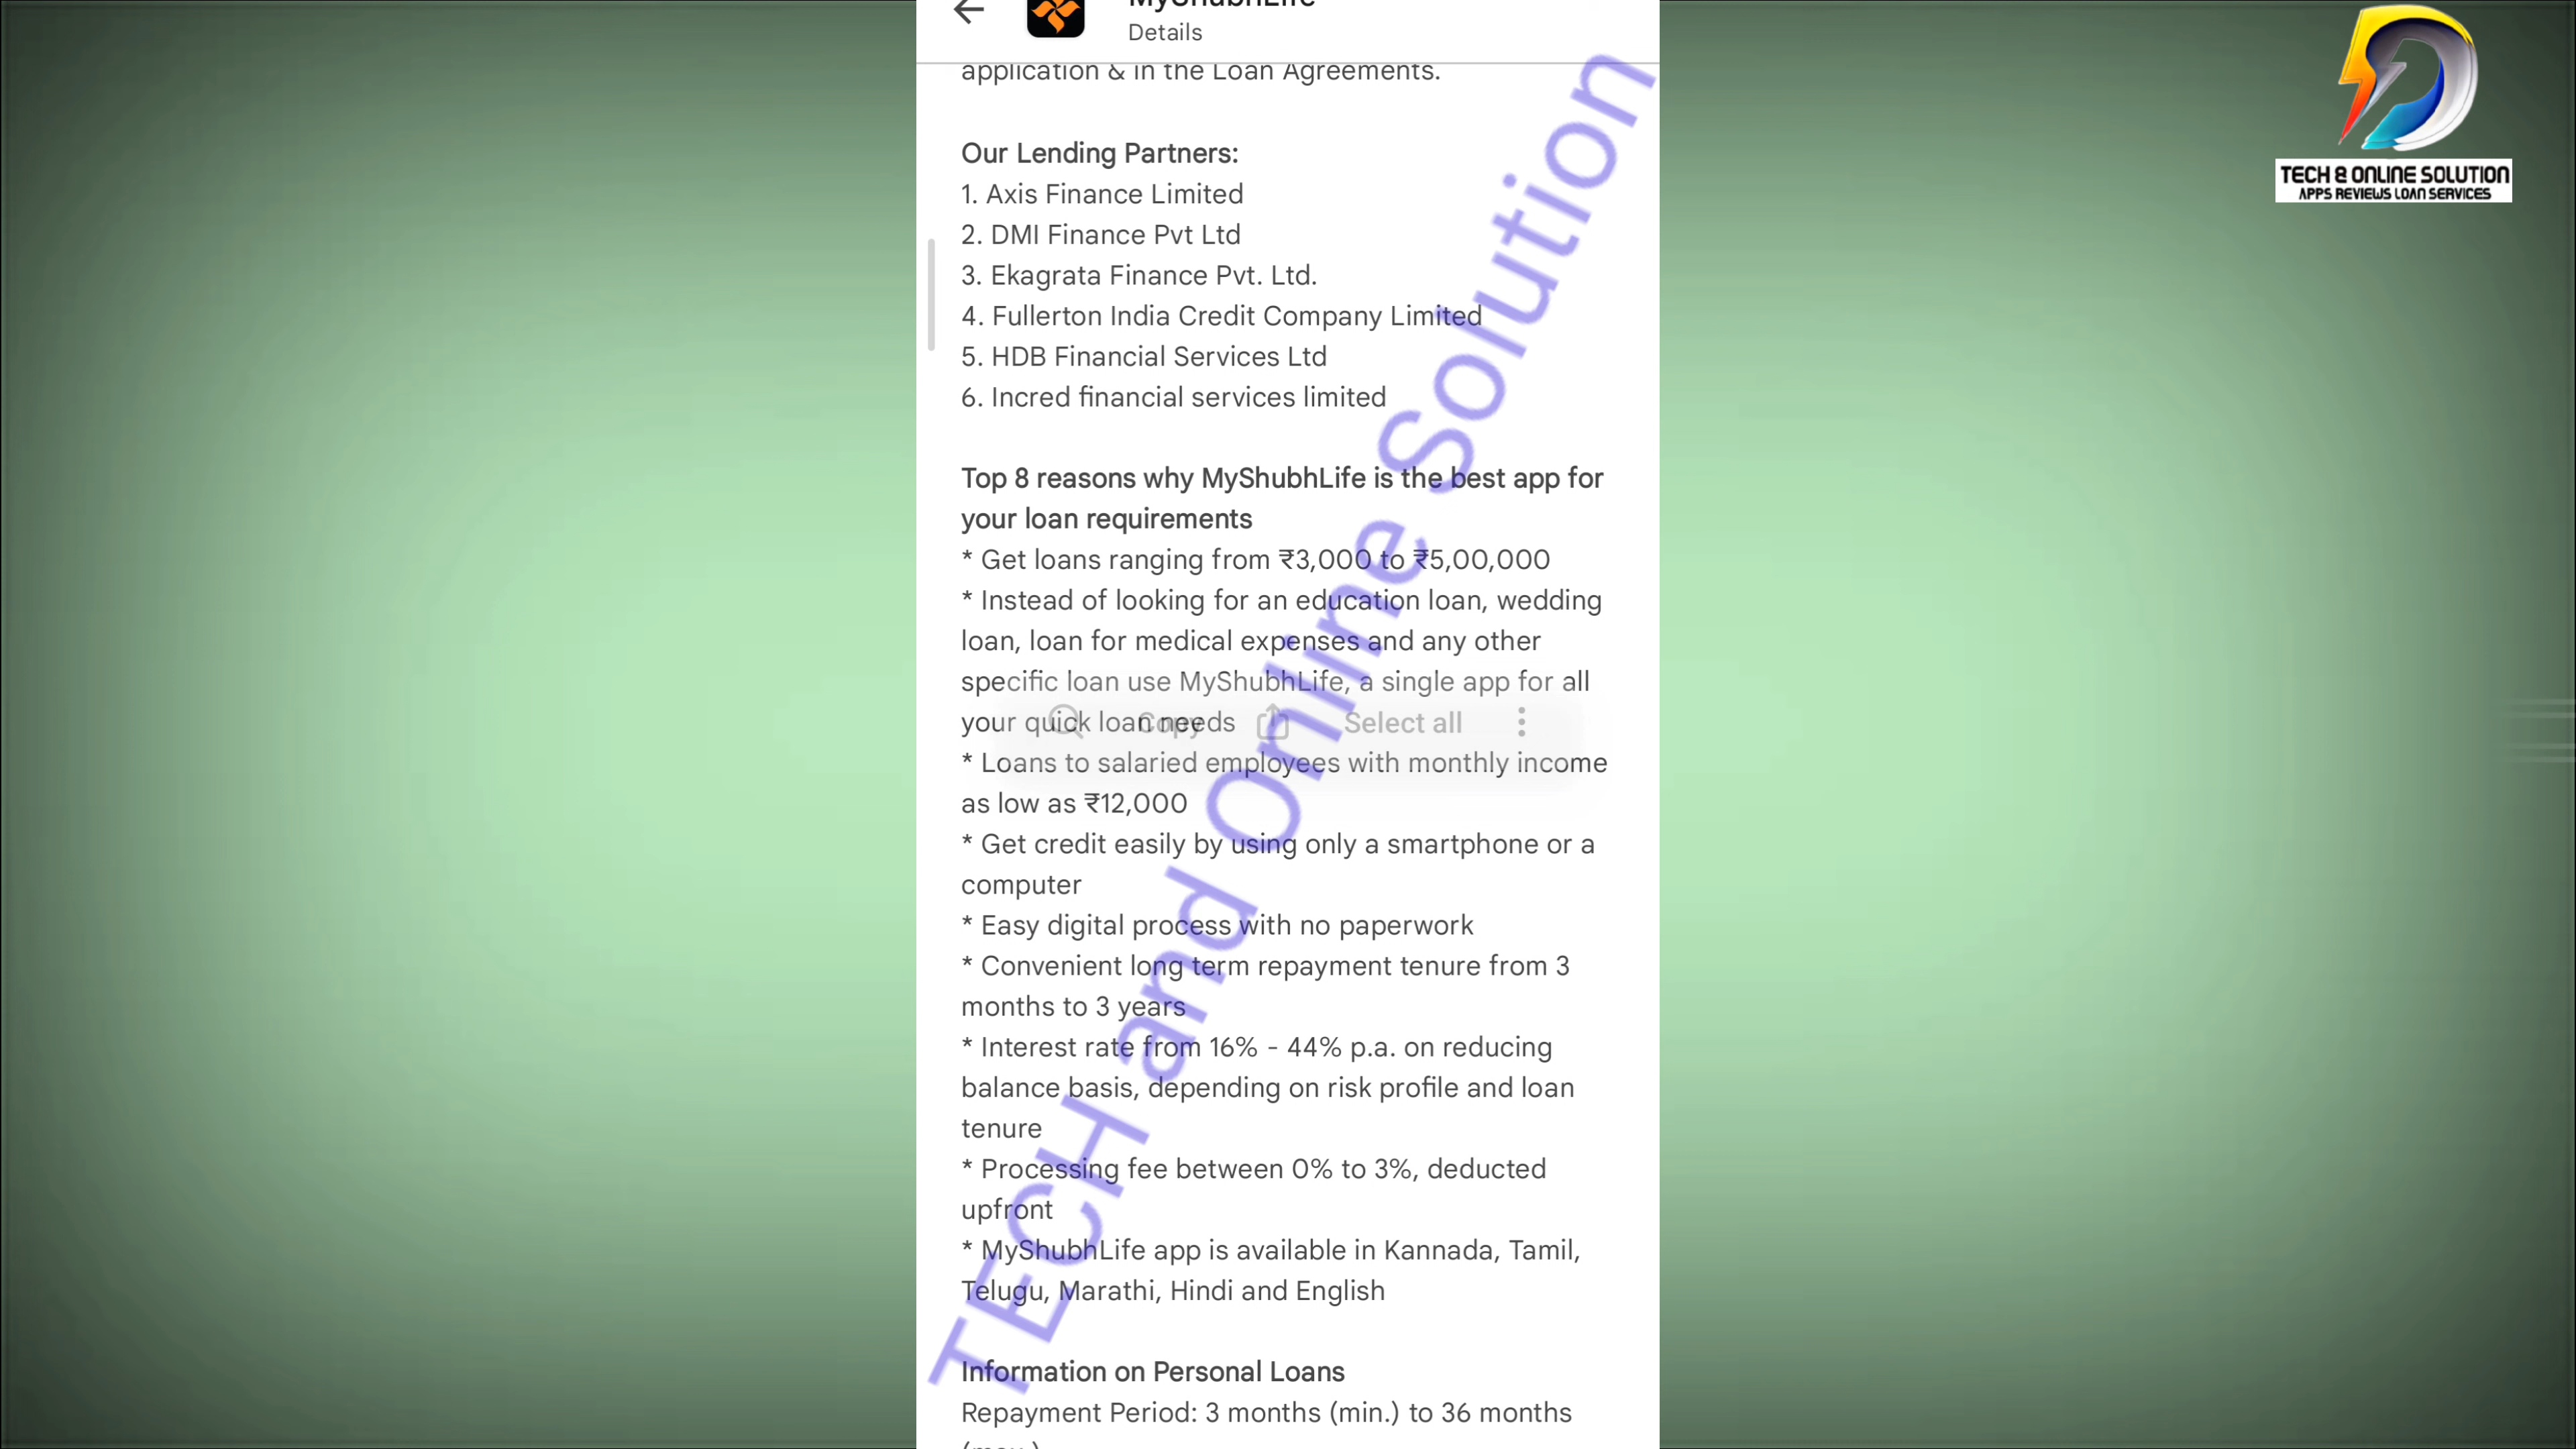 MyShubhLife
Details
application & in the Loan Agreements.
Our Lending Partners:
1. Axis Finance Limited
2. DMI Finance Pvt Ltd
3. Ekagrata Finance Pvt. Ltd.
4. Fullerton India Credit Company Limited
5. HDB Financial Services Ltd
6. Incred financial services limited
Top 8 reasons why MyShubhLife is the best app for
your loan requirements
* Get loans ranging from ₹3,000 to ₹5,00,000
* Instead of looking for an education loan, wedding
loan, loan for medical expenses and any other
specific loan use MyShubhLife, a single app for all
your quick loan needs
Copy Select all
* Loans to salaried employees with monthly income
as low as ₹12,000
* Get credit easily by using only a smartphone or a
computer
* Easy digital process with no paperwork
* Convenient long term repayment tenure from 3
months to 3 years
* Interest rate from 16% - 44% p.a. on reducing
balance basis, depending on risk profile and loan
tenure
* Processing fee between 0% to 3%, deducted
upfront
* MyShubhLife app is available in Kannada, Tamil,
Telugu, Marathi, Hindi and English
Information on Personal Loans
Repayment Period: 3 months (min.) to 36 months
(max.)
TECH and Online Solution
TECH & ONLINE SOLUTION
APPS REVIEWS LOAN SERVICES